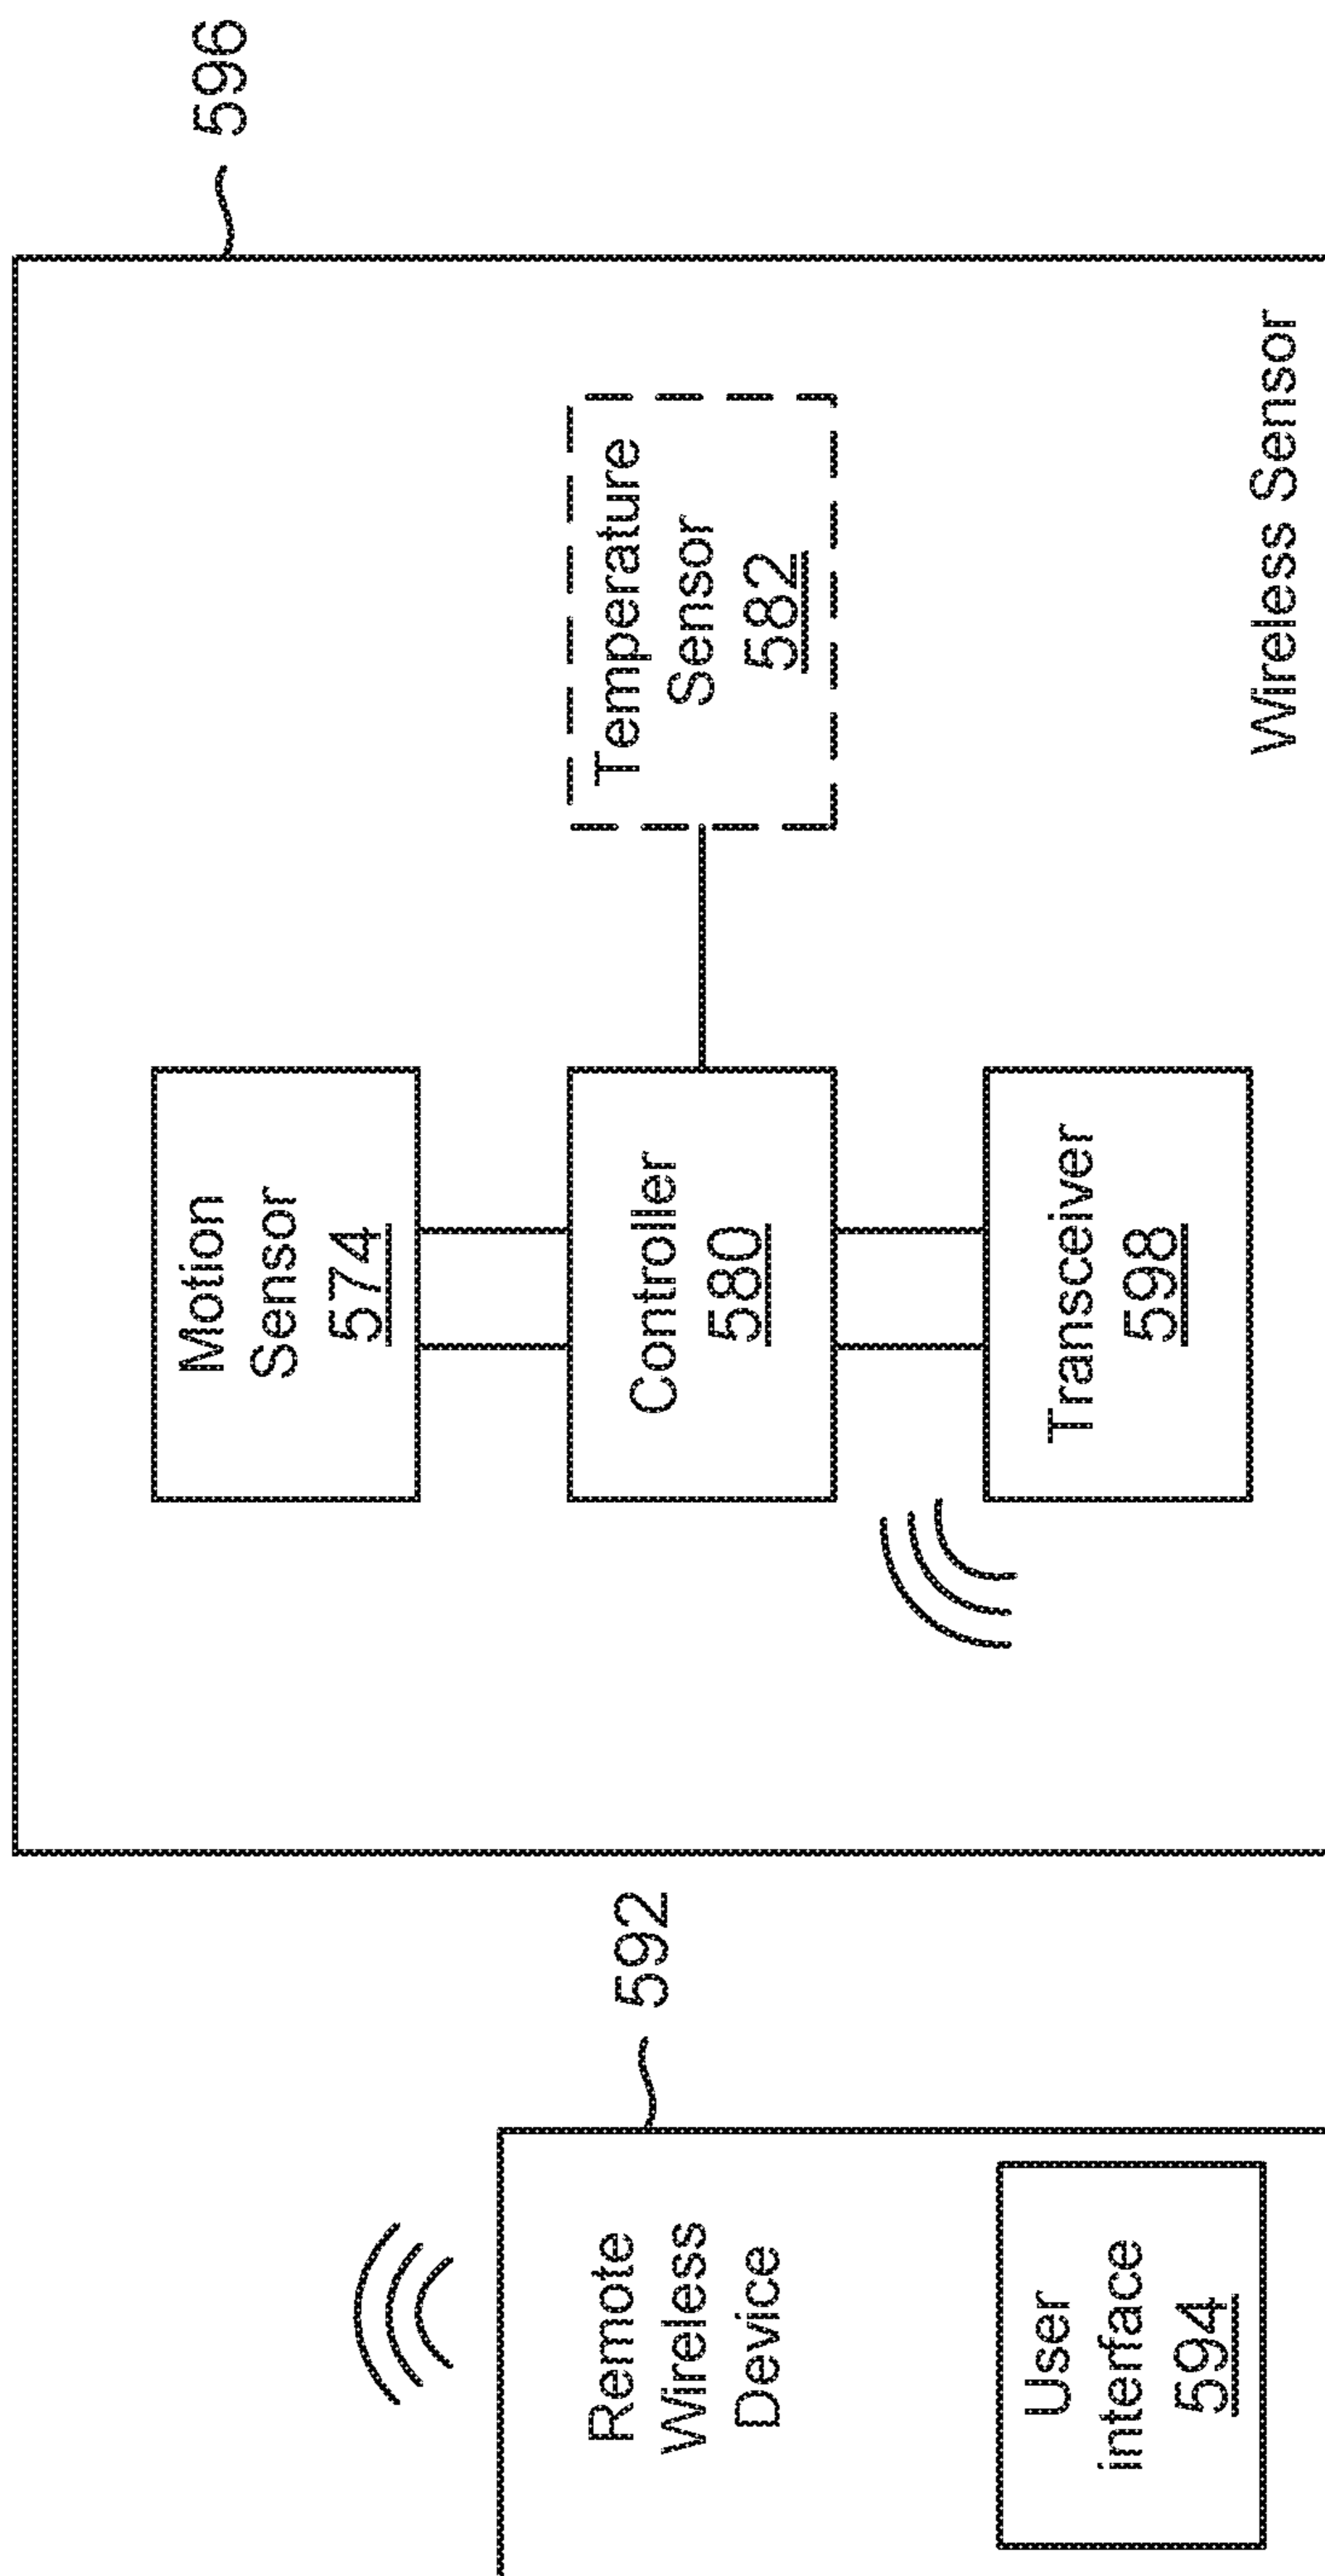 592
Remote
Wireless
Device
User
interface
594
596
Motion
Sensor
574
Controller
580
Temperature
Sensor
582
Transceiver
598
Wireless Sensor